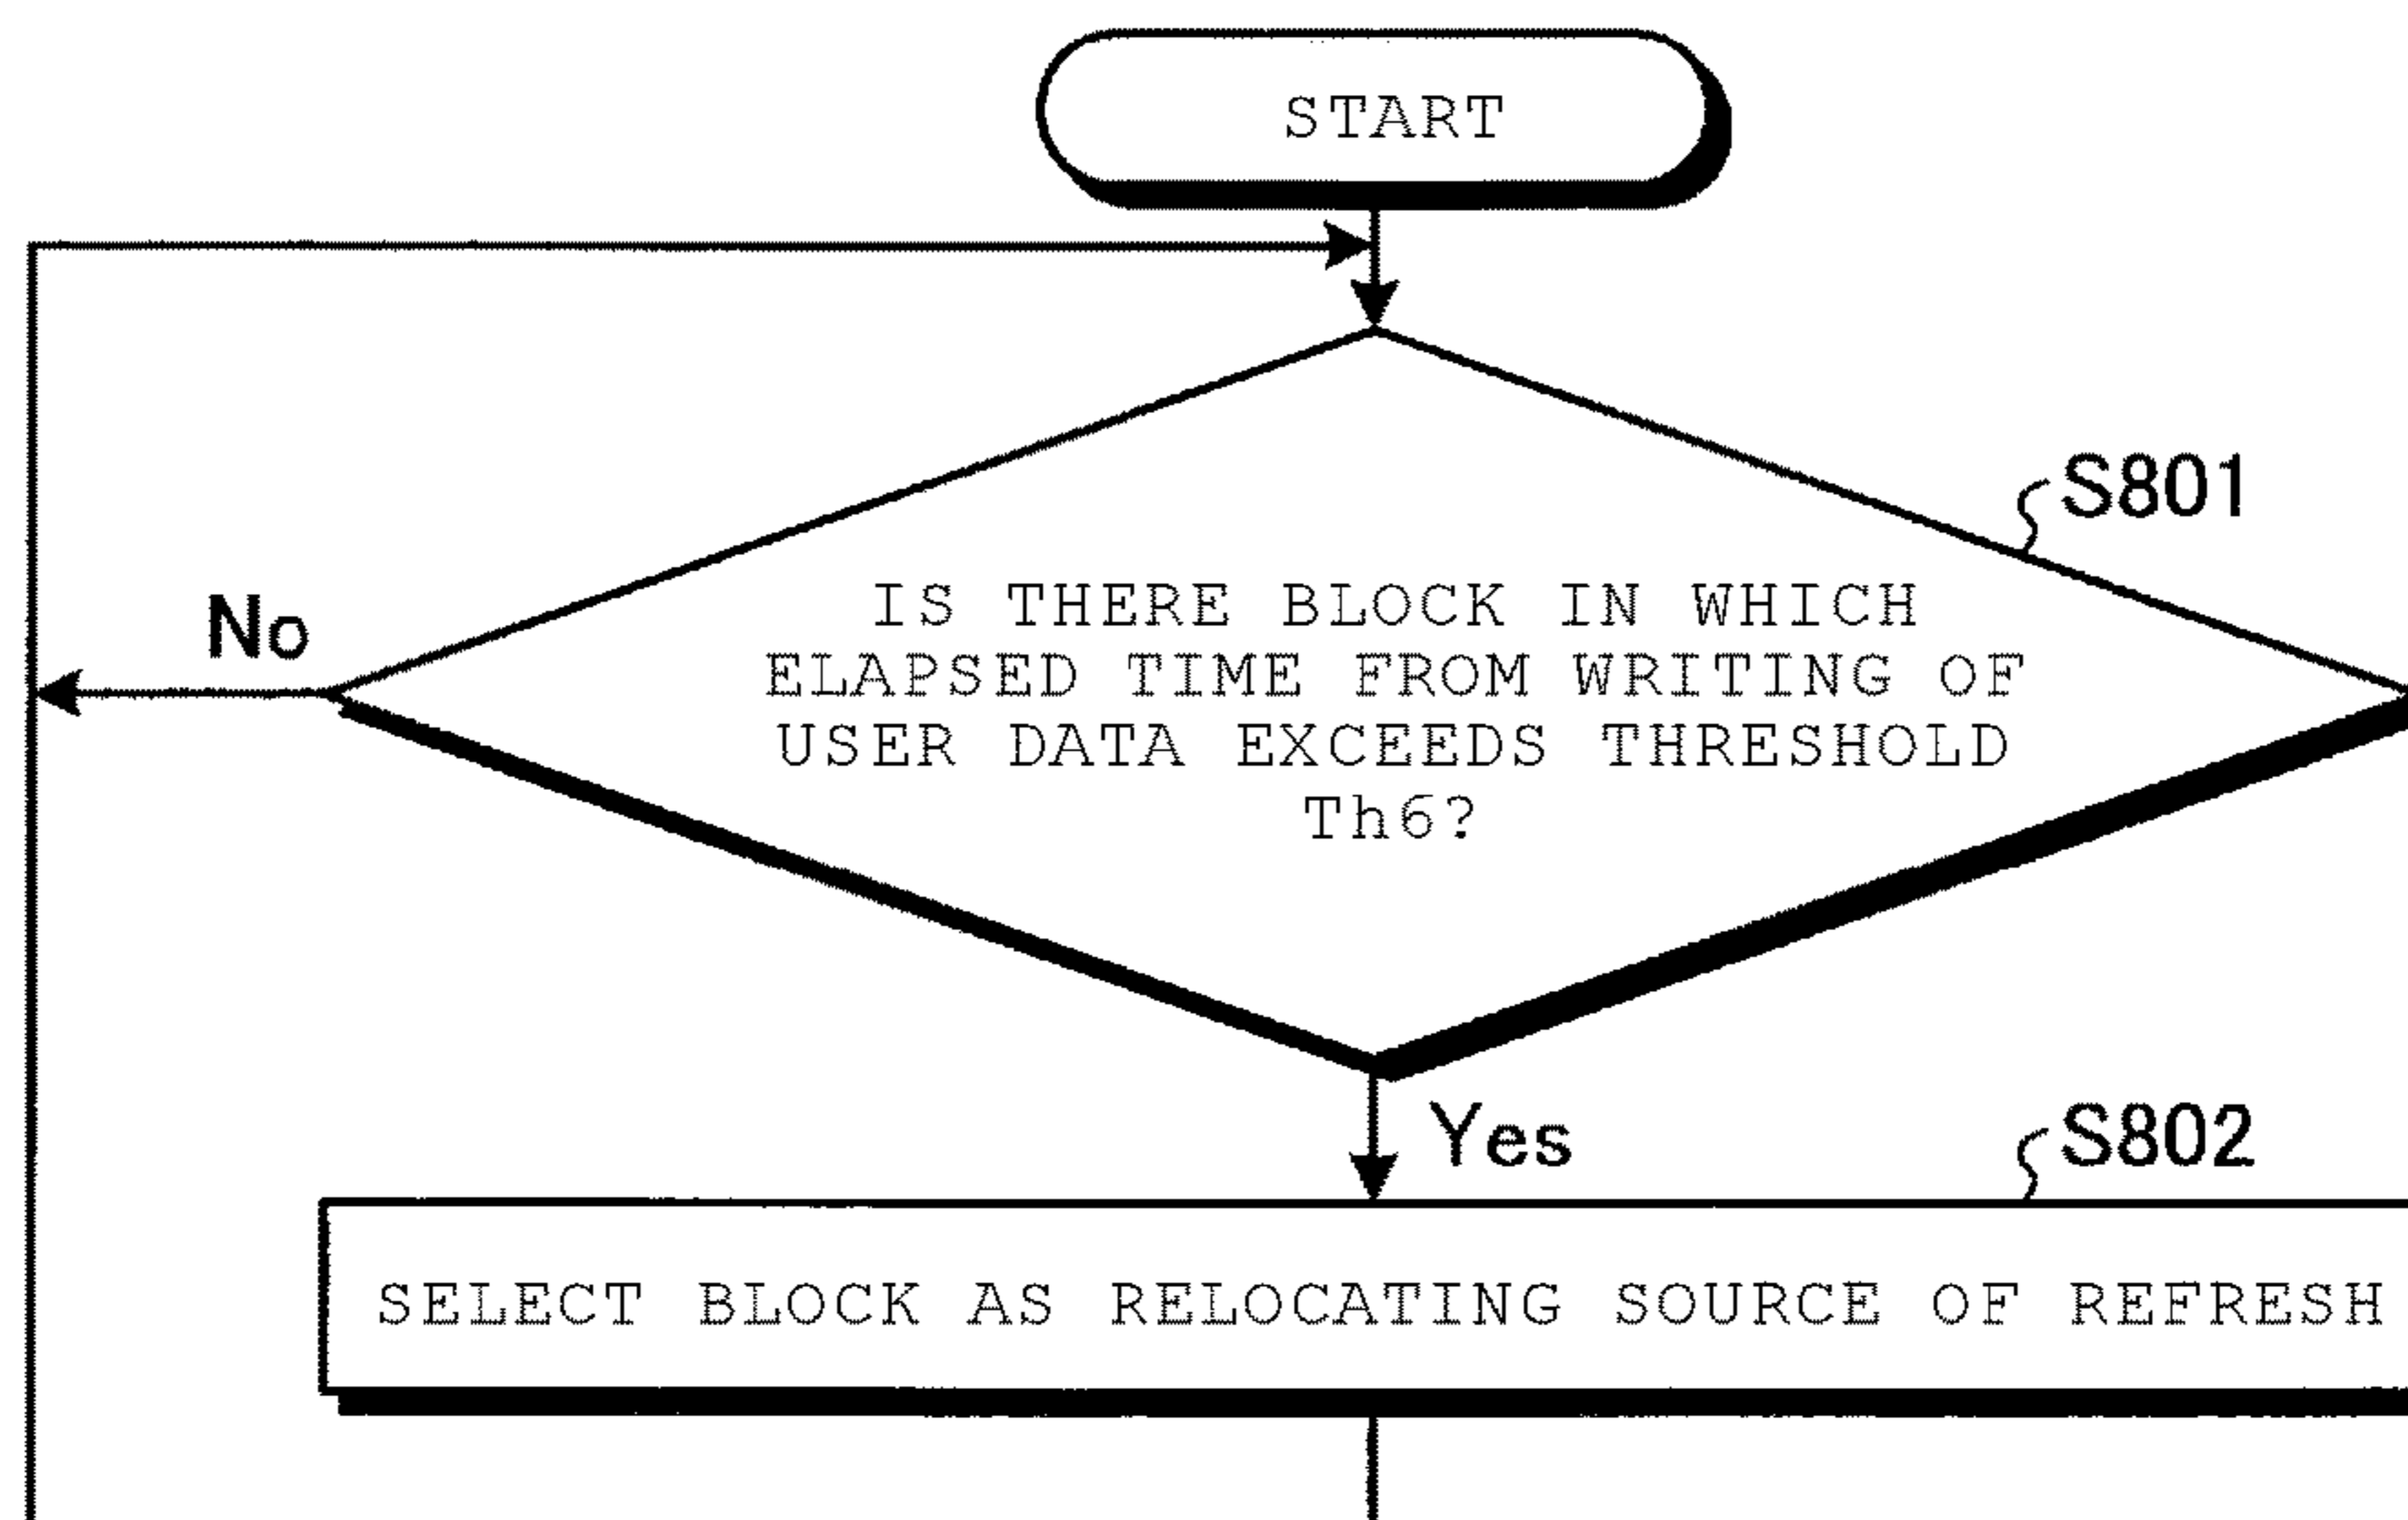 START
S801
IS THERE BLOCK IN WHICH
ELAPSED TIME FROM WRITING OF
USER DATA EXCEEDS THRESHOLD
Th6?
No
Yes
S802
SELECT BLOCK AS RELOCATING SOURCE OF REFRESH